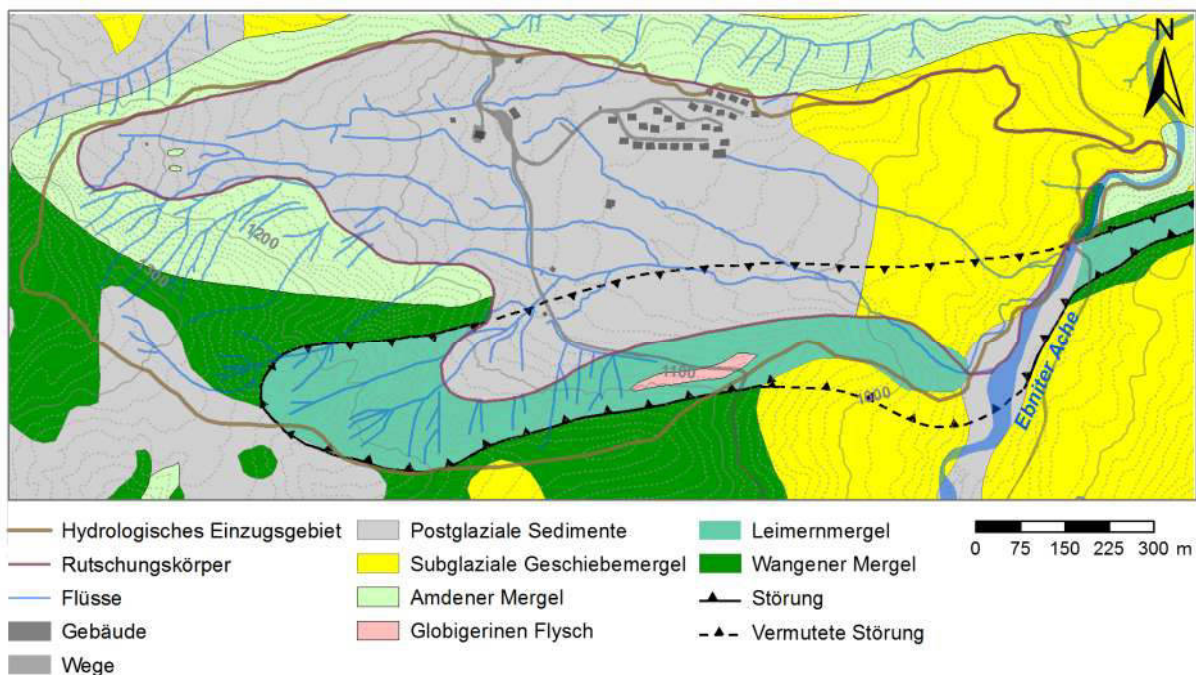 N
1200
1300
1100
1000
Ebniter Ache
Hydrologisches Einzugsgebiet
Rutschungskörper
Flüsse
Gebäude
Wege
Postglaziale Sedimente
Subglaziale Geschiebemergel
Amdener Mergel
Globigerinen Flysch
Leimernmergel
Wangener Mergel
Störung
Vermutete Störung
0 75 150 225 300 m